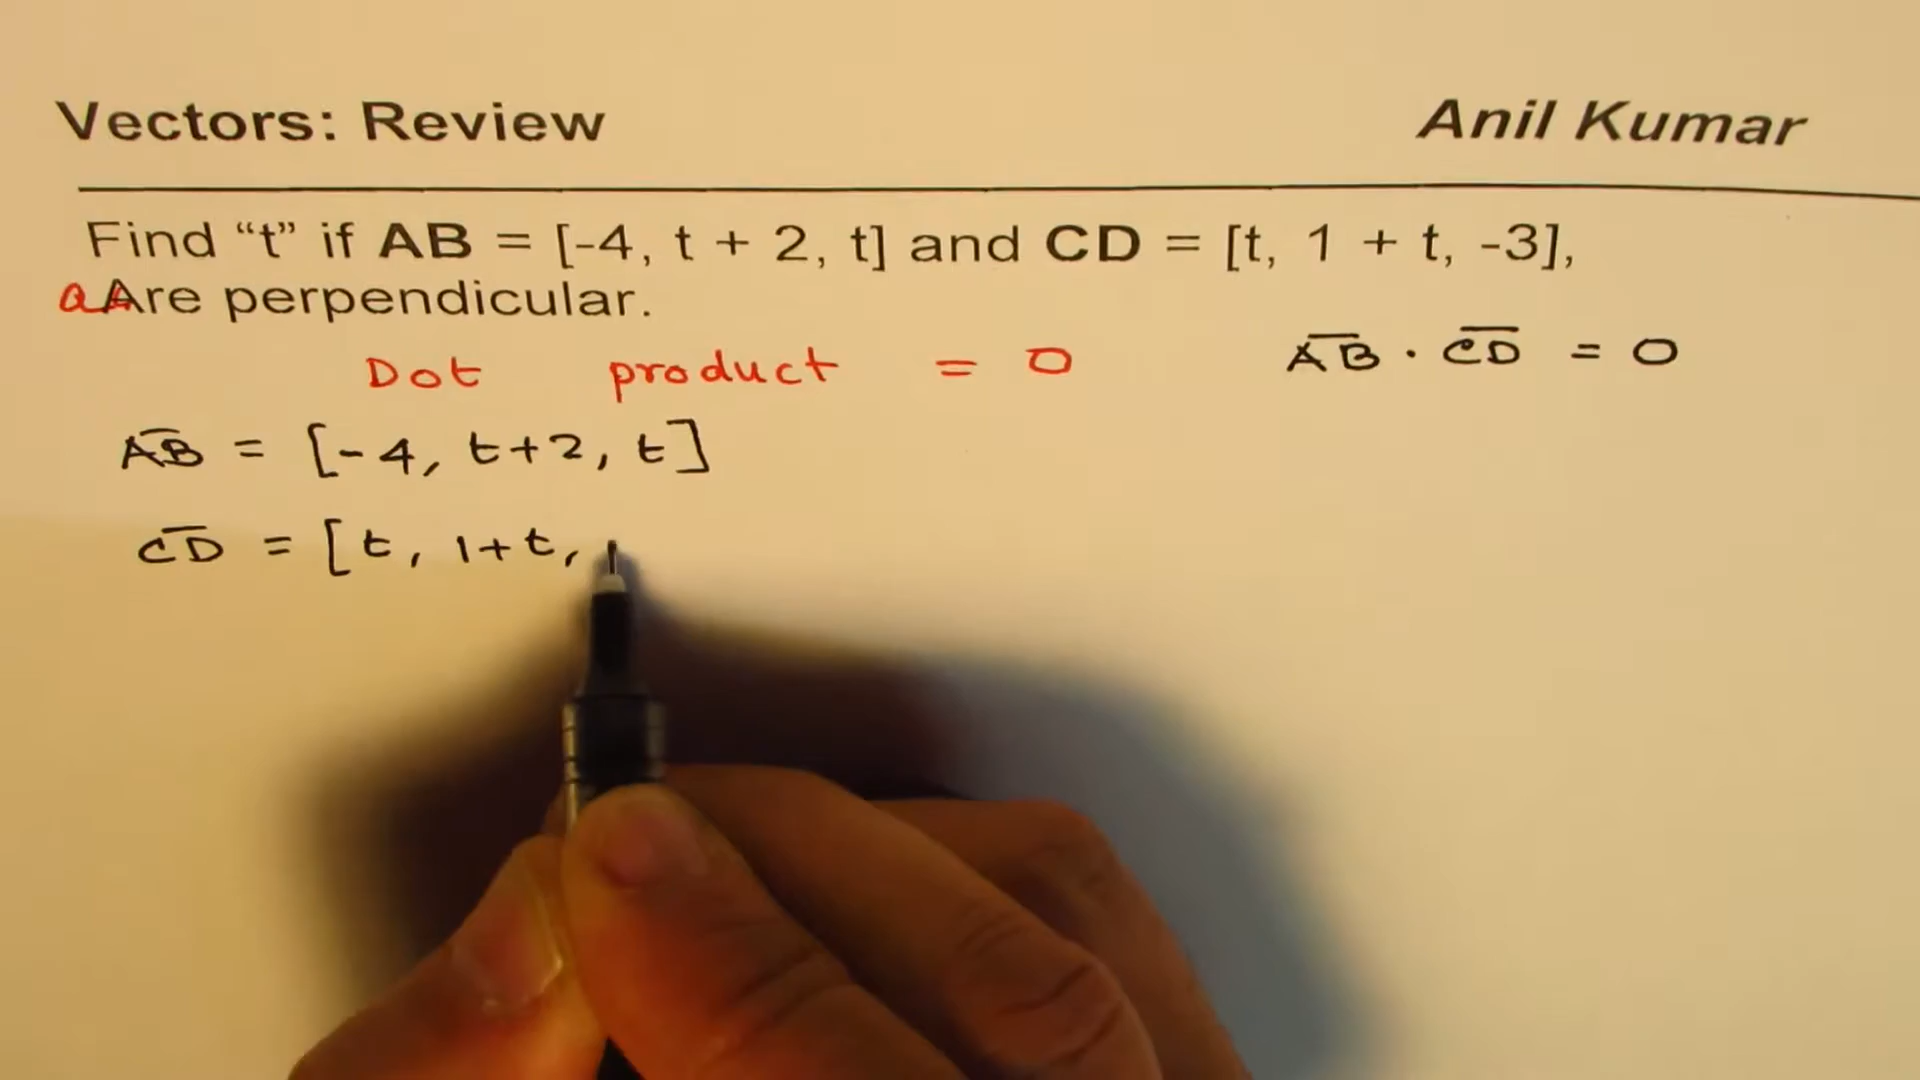 Vectors: Review Anil Kumar
Find “t” if AB = [-4, t + 2, t] and CD = [t, 1 + t, -3],
Are perpendicular.
Dot product = 0
AB · CD = 0
AB = [-4, t+2, t]
CD = [t, 1+t,